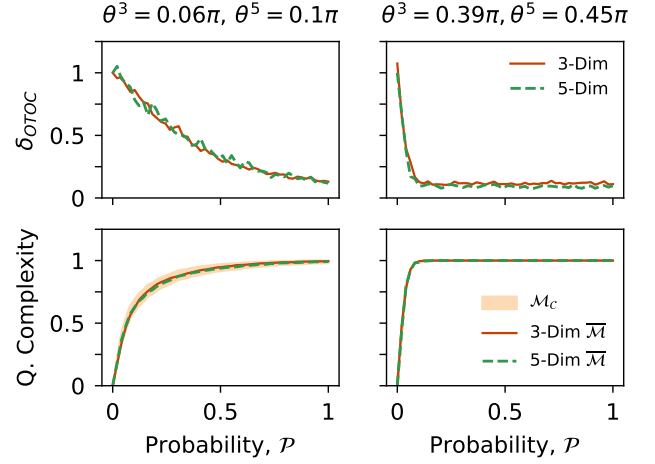 θ³ = 0.06π, θ⁵ = 0.1π
θ³ = 0.39π, θ⁵ = 0.45π
δ_OTOC
1
0.5
0
3-Dim
5-Dim
Q. Complexity
1
0.5
0
0 0.5 1
Probability, 𝒫
ℳ_C
3-Dim ℳ̅
5-Dim ℳ̅
0 0.5 1
Probability, 𝒫